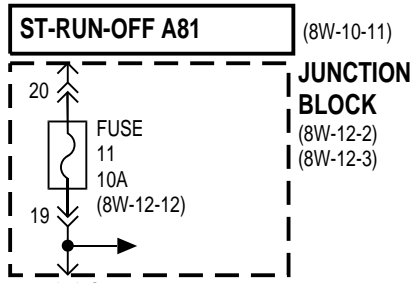 ST-RUN-OFF A81
(8W-10-11)
JUNCTION
BLOCK
(8W-12-2)
(8W-12-3)
20
FUSE
11
10A
(8W-12-12)
19